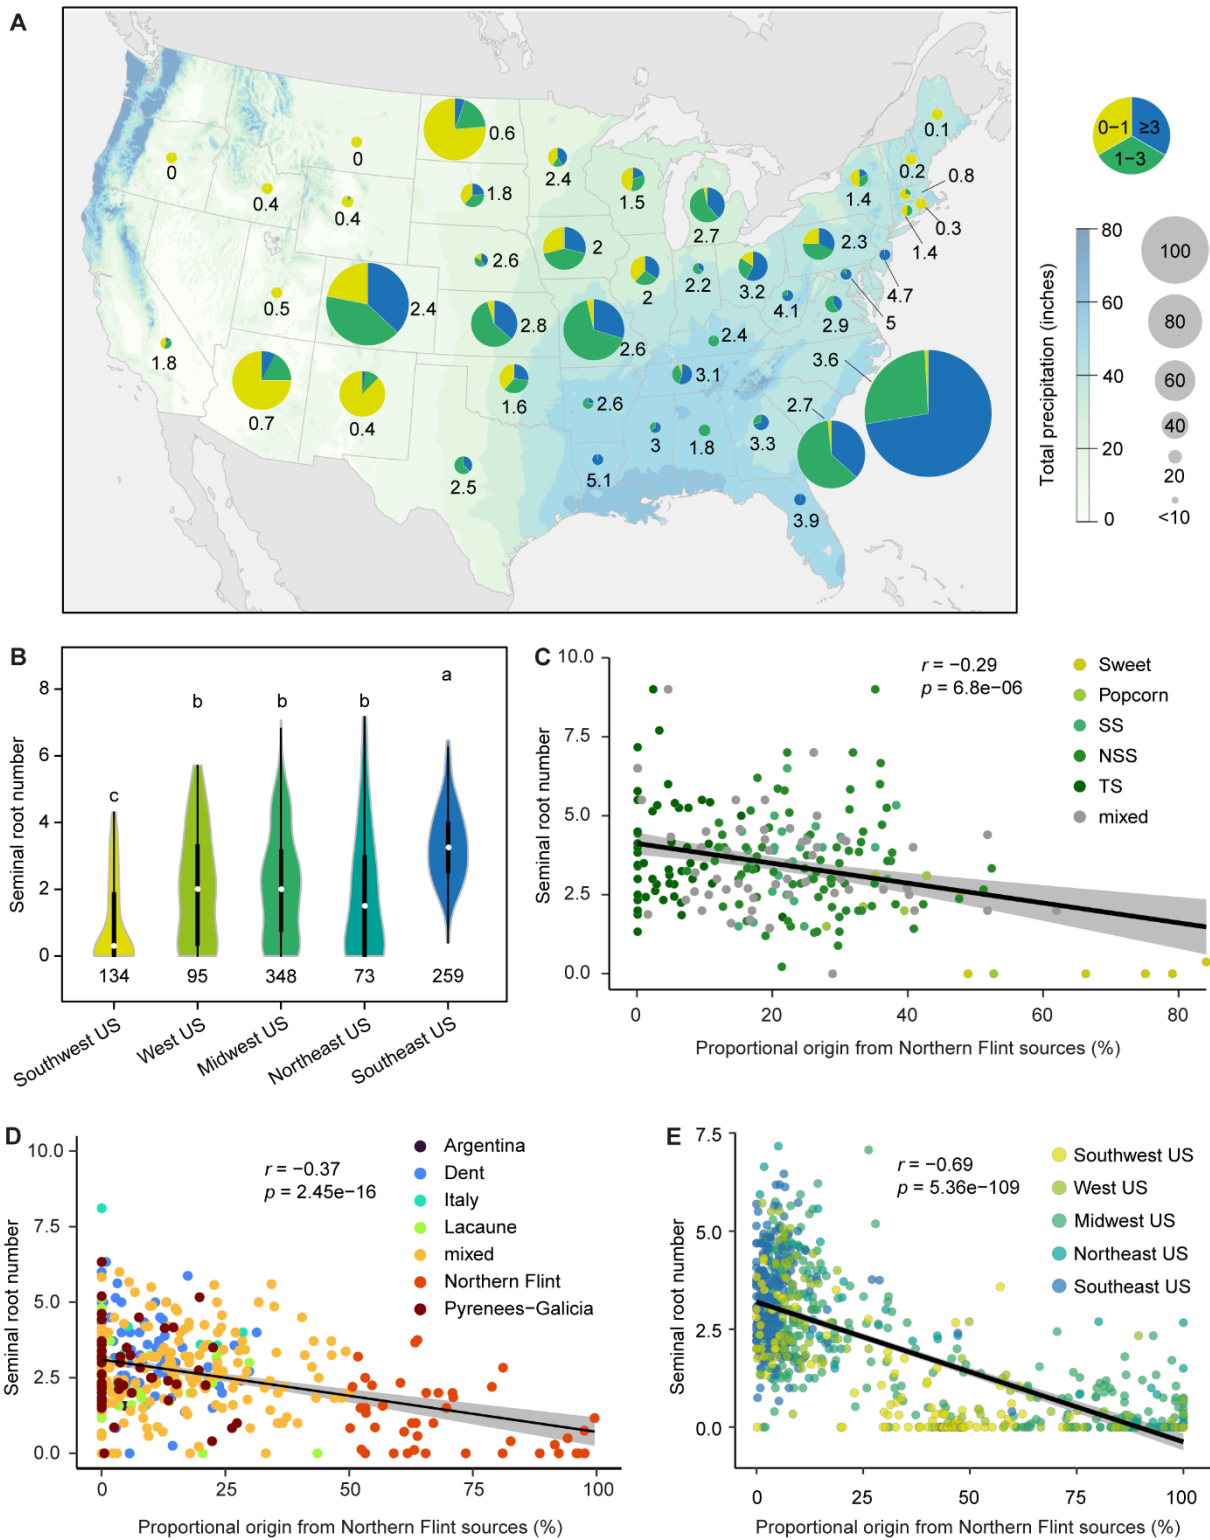 A
0.6
0
0.4
0.4
0
1.8
2.4
1.5
2.7
1.4
0.1
0.2
0.8
0.3
1.4
0−1
≥3
1−3
2.6
2
2
2.2
3.2
2.3
4.7
5
4.1
2.9
0.5
1.8
2.4
2.8
2.6
2.4
3.1
3.6
0.7
0.4
1.6
2.6
3
1.8
3.3
2.7
2.5
5.1
3.9
Total precipitation (inches)
80
60
40
20
0
100
80
60
40
20
<10
B
Seminal root number
8
6
4
2
0
c
b
b
b
a
134
95
348
73
259
Southwest US
West US
Midwest US
Northeast US
Southeast US
C
Seminal root number
10.0
7.5
5.0
2.5
0.0
r = −0.29
p = 6.8e−06
Sweet
Popcorn
SS
NSS
TS
mixed
0
20
40
60
80
Proportional origin from Northern Flint sources (%)
D
Seminal root number
10.0
7.5
5.0
2.5
0.0
r = −0.37
p = 2.45e−16
Argentina
Dent
Italy
Lacaune
mixed
Northern Flint
Pyrenees−Galicia
0
25
50
75
100
Proportional origin from Northern Flint sources (%)
E
Seminal root number
7.5
5.0
2.5
0.0
r = −0.69
p = 5.36e−109
Southwest US
West US
Midwest US
Northeast US
Southeast US
0
25
50
75
100
Proportional origin from Northern Flint sources (%)